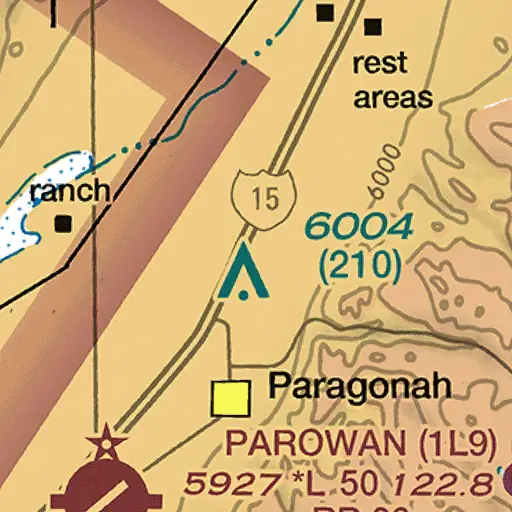 rest
areas
6000
ranch
15
6004
(210)
Paragonah
PAROWAN (1L9)
5927 *L 50 122.8